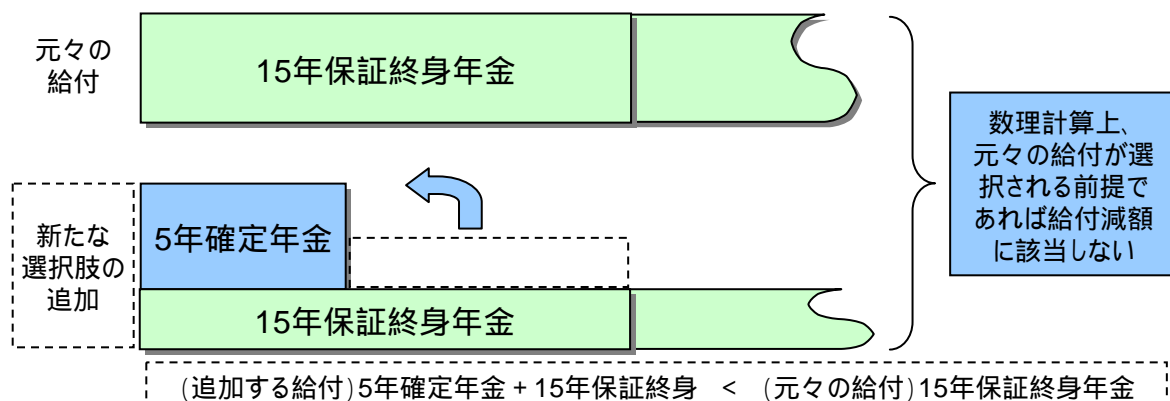 元々の
給付
15年保証終身年金
数理計算上、
元々の給付が選
択される前提で
あれば給付減額
に該当しない
新たな
選択肢の
追加
5年確定年金
15年保証終身年金
(追加する給付)5年確定年金 + 15年保証終身 < (元々の給付)15年保証終身年金